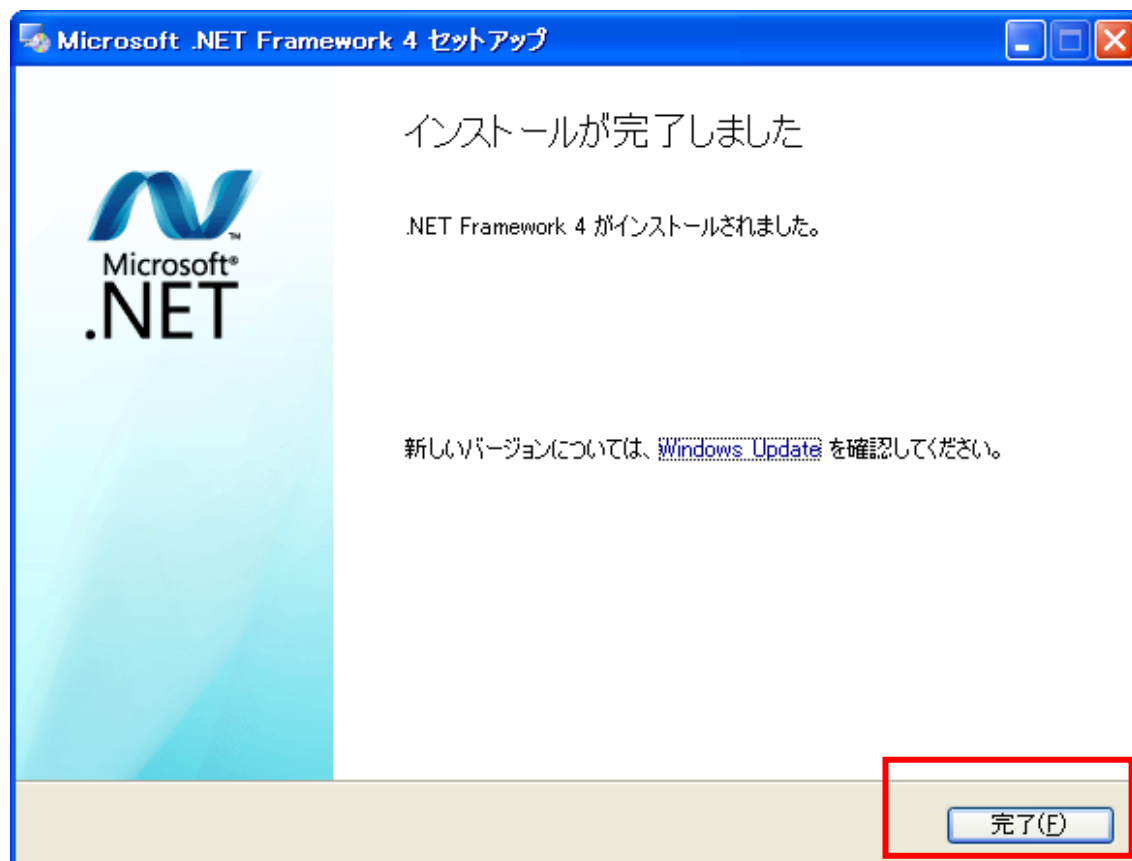 Microsoft .NET Framework 4 セットアップ
インストールが完了しました
.NET Framework 4 がインストールされました。
Microsoft®
.NET
™
新しいバージョンについては、Windows Update を確認してください。
完了(F)